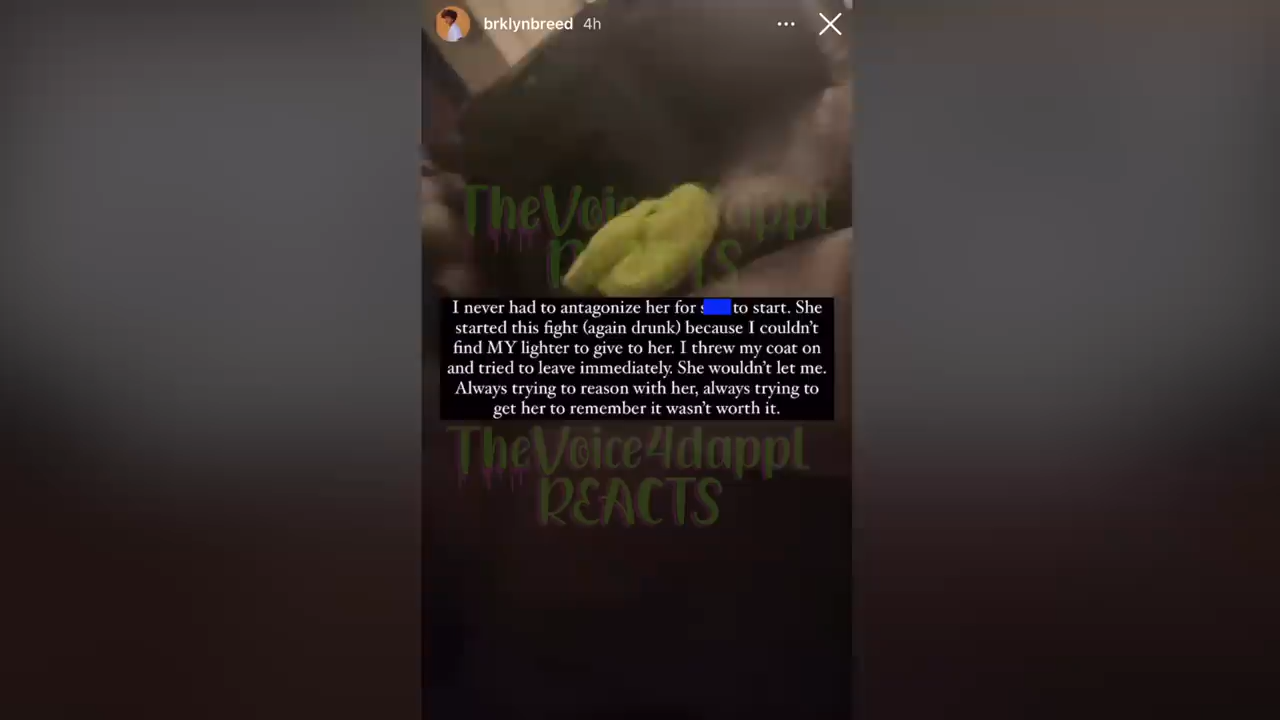 brklynbreed 4h
TheVoice4dappl
REACTS
I never had to antagonize her for to start. She
started this fight (again drunk) because I couldn't
find MY lighter to give to her. I threw my coat on
and tried to leave immediately. She wouldn't let me.
Always trying to reason with her, always trying to
get her to remember it wasn't worth it.
TheVoice4dappl
REACTS